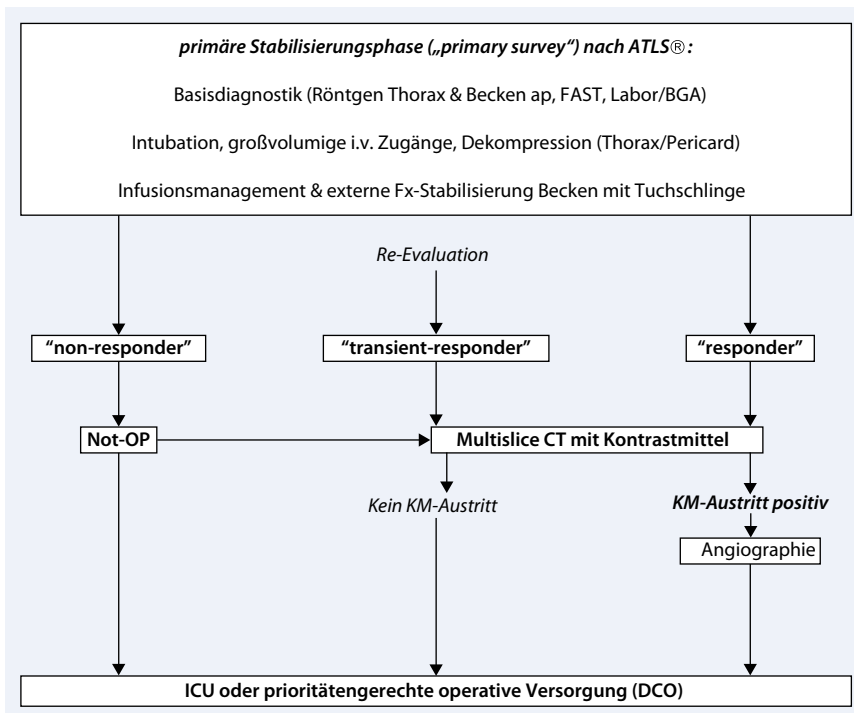 primäre Stabilisierungsphase („primary survey“) nach ATLS®:
Basisdiagnostik (Röntgen Thorax & Becken ap, FAST, Labor/BGA)
Intubation, großvolumige i.v. Zugänge, Dekompression (Thorax/Pericard)
Infusionsmanagement & externe Fx-Stabilisierung Becken mit Tuchschlinge
Re-Evaluation
“non-responder”
“transient-responder”
“responder”
Not-OP
Multislice CT mit Kontrastmittel
Kein KM-Austritt
KM-Austritt positiv
Angiographie
ICU oder prioritätengerechte operative Versorgung (DCO)